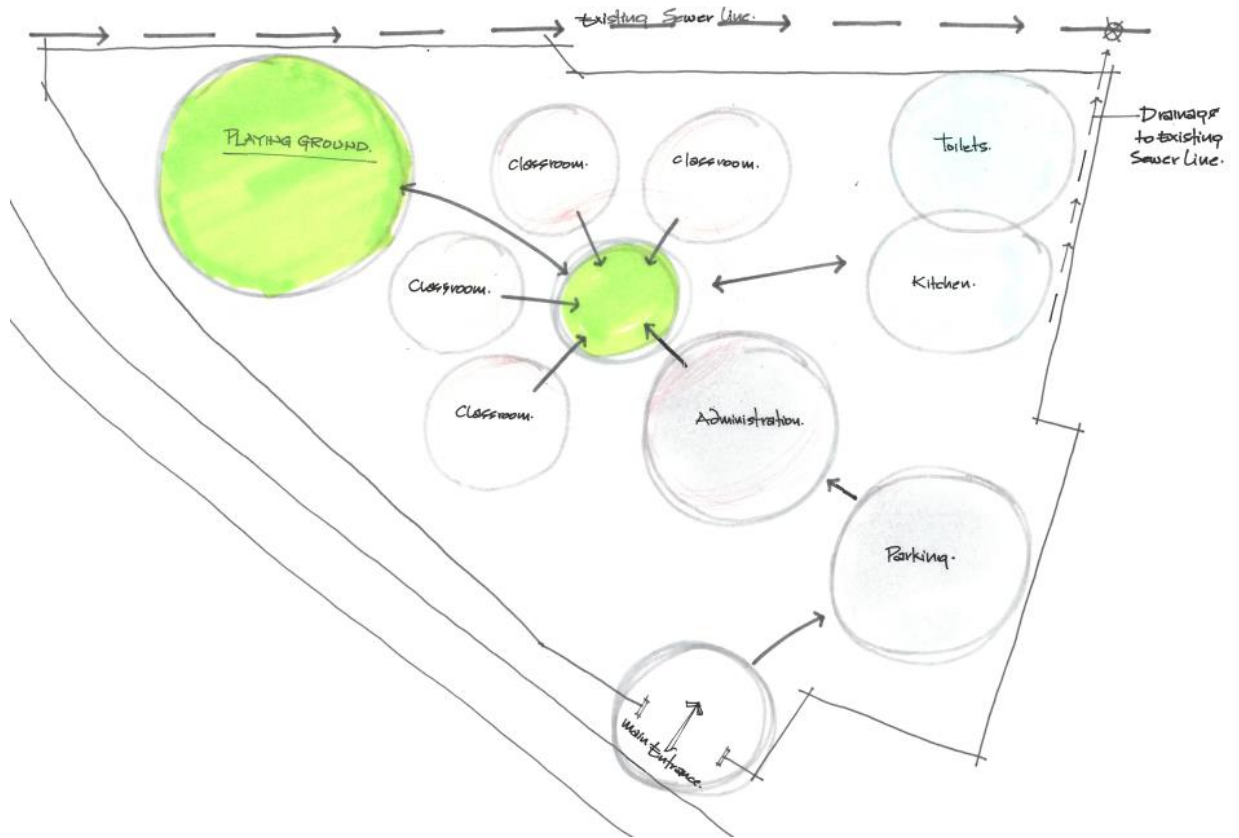 Existing Sewer Line.
PLAYING GROUND.
Classroom.
Classroom.
Toilets.
Drainage
to Existing
Sewer Line.
Classroom.
Kitchen.
Classroom.
Administration.
Parking.
Main Entrance.